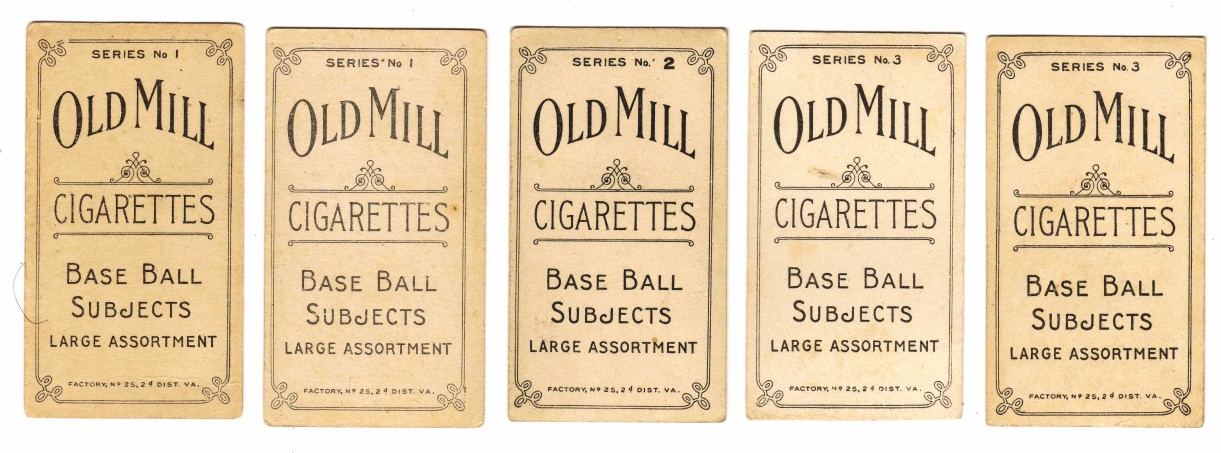 SERIES No 1
OLD MILL
CIGARETTES
BASE BALL
SUBJECTS
LARGE ASSORTMENT
FACTORY, Nº 25, 2d DIST. VA.
SERIES No 1
OLD MILL
CIGARETTES
BASE BALL
SUBJECTS
LARGE ASSORTMENT
FACTORY, Nº 25, 2d DIST. VA.
SERIES No. 2
OLD MILL
CIGARETTES
BASE BALL
SUBJECTS
LARGE ASSORTMENT
FACTORY, Nº 25, 2d DIST. VA.
SERIES No. 3
OLD MILL
CIGARETTES
BASE BALL
SUBJECTS
LARGE ASSORTMENT
FACTORY, Nº 25, 2d DIST. VA.
SERIES No. 3
OLD MILL
CIGARETTES
BASE BALL
SUBJECTS
LARGE ASSORTMENT
FACTORY, Nº 25, 2d DIST. VA.